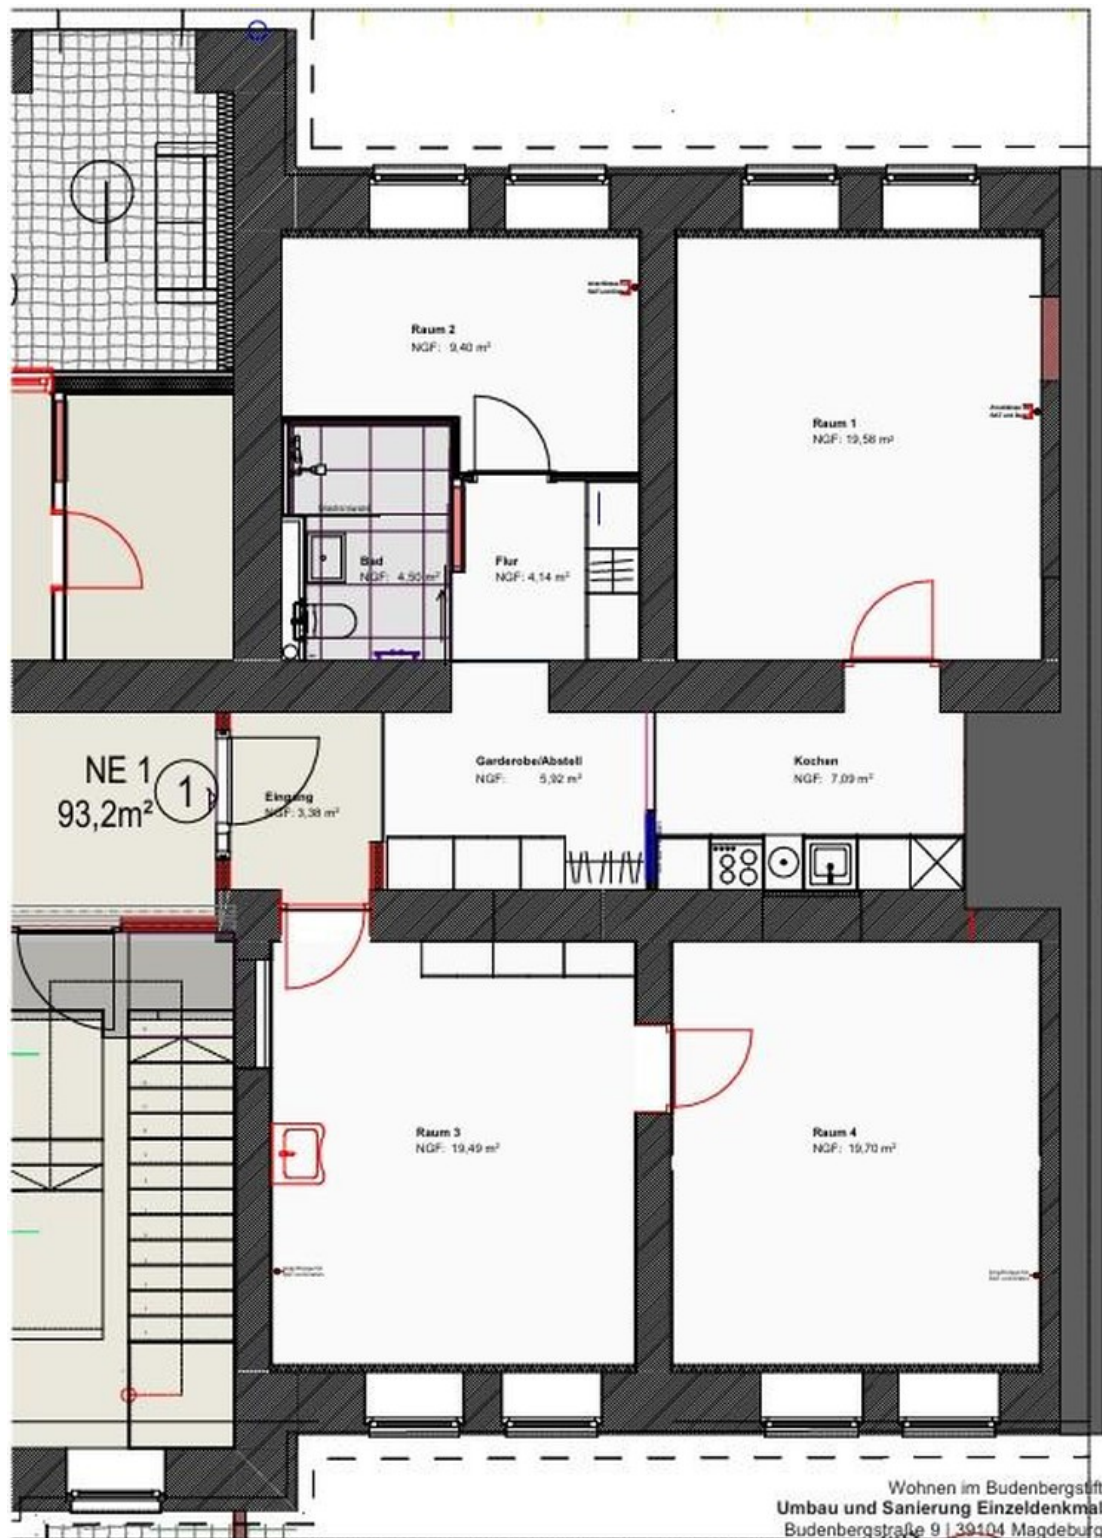 Raum 2
NGF: 9,40 m²
Raum 1
NGF: 19,58 m²
Bad
NGF: 4,50 m²
Flur
NGF: 4,14 m²
NE 1
93,2m²
1
Eingang
NGF: 3,38 m²
Garderobe/Abstell
NGF: 5,92 m²
Kochen
NGF: 7,09 m²
Raum 3
NGF: 19,49 m²
Raum 4
NGF: 19,70 m²
Wohnen im Budenbergstift
Umbau und Sanierung Einzeldenkmal
Budenbergstraße 9 | 39104 Magdeburg